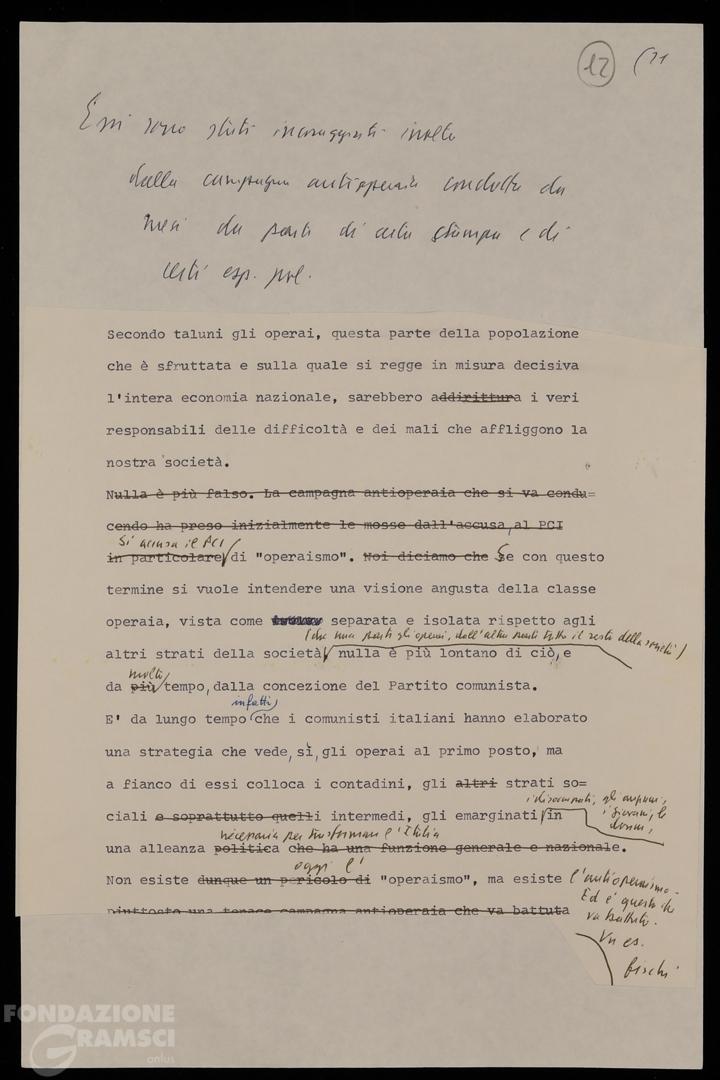 12 (21
Essi sono stati incoraggiati inoltre
dalla campagna antioperaia condotta da
mesi da parte di certa stampa e di
certi esp. pol.
Secondo taluni gli operai, questa parte della popolazione
che è sfruttata e sulla quale si regge in misura decisiva
l'intera economia nazionale, sarebbero addirittura i veri
responsabili delle difficoltà e dei mali che affliggono la
nostra società.
Nulla è più falso. La campagna antioperaia che si va condu=
cendo ha preso inizialmente le mosse dall'accusa, al PCI
Si accusa il PCI
in particolare, di "operaismo". Noi diciamo che Se con questo
termine si vuole intendere una visione angusta della classe
operaia, vista come separata e isolata rispetto agli
(da una parte gli operai, dall'altra parte tutto il resto della società)
altri strati della società, nulla è più lontano di ciò, e
molto
da più tempo, dalla concezione del Partito comunista.
infatti
E' da lungo tempo che i comunisti italiani hanno elaborato
una strategia che vede, sì, gli operai al primo posto, ma
a fianco di essi colloca i contadini, gli altri strati so=
i disoccupati, gli anziani,
i giovani, le
donne,
ciali e soprattutto quelli intermedi, gli emarginati in
necessaria per trasformare l'Italia
una alleanza politica che ha una funzione generale e nazionale.
oggi l'
Non esiste dunque un pericolo di "operaismo", ma esiste l'antioperaismo.
Ed è questo che
va battuto.
piuttosto una tenace campagna antioperaia che va battuta
Un es.
fischi